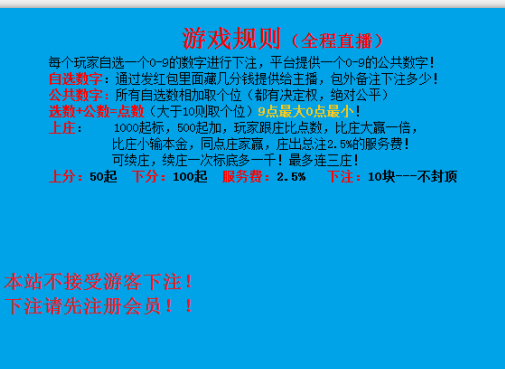 游戏规则（全程直播）
每个玩家自选一个0-9的数字进行下注，平台提供一个0-9的公共数字！
自选数字：通过发红包里面藏几分钱提供给主播，包外备注下注多少！
公共数字：所有自选数相加取个位（都有决定权，绝对公平）
选数+公数=点数（大于10则取个位）9点最大0点最小！
上庄： 1000起标，500起加，玩家跟庄比点数，比庄大赢一倍，
比庄小输本金，同点庄家赢，庄出总注2.5%的服务费！
可续庄，续庄一次标底多一千！最多连三庄！
上分：50起 下分：100起 服务费：2.5% 下注：10块---不封顶
本站不接受游客下注！
下注请先注册会员！！